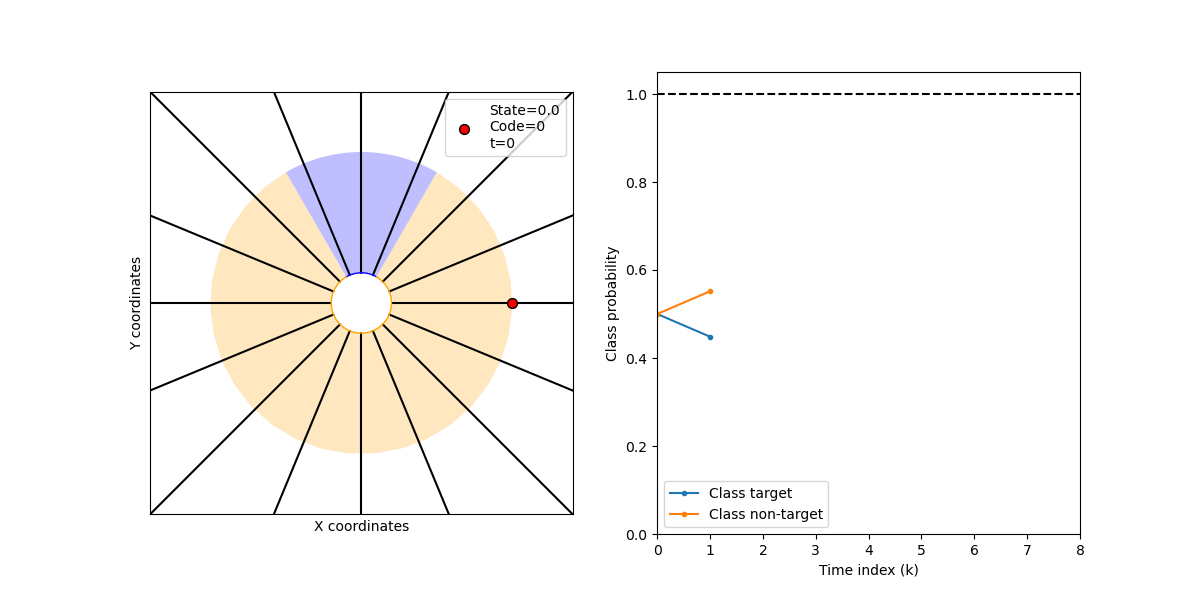 State=0.0
Code=0
t=0
Y coordinates
X coordinates
1.0
0.8
0.6
0.4
0.2
0.0
Class probability
Class target
Class non-target
0 1 2 3 4 5 6 7 8
Time index (k)